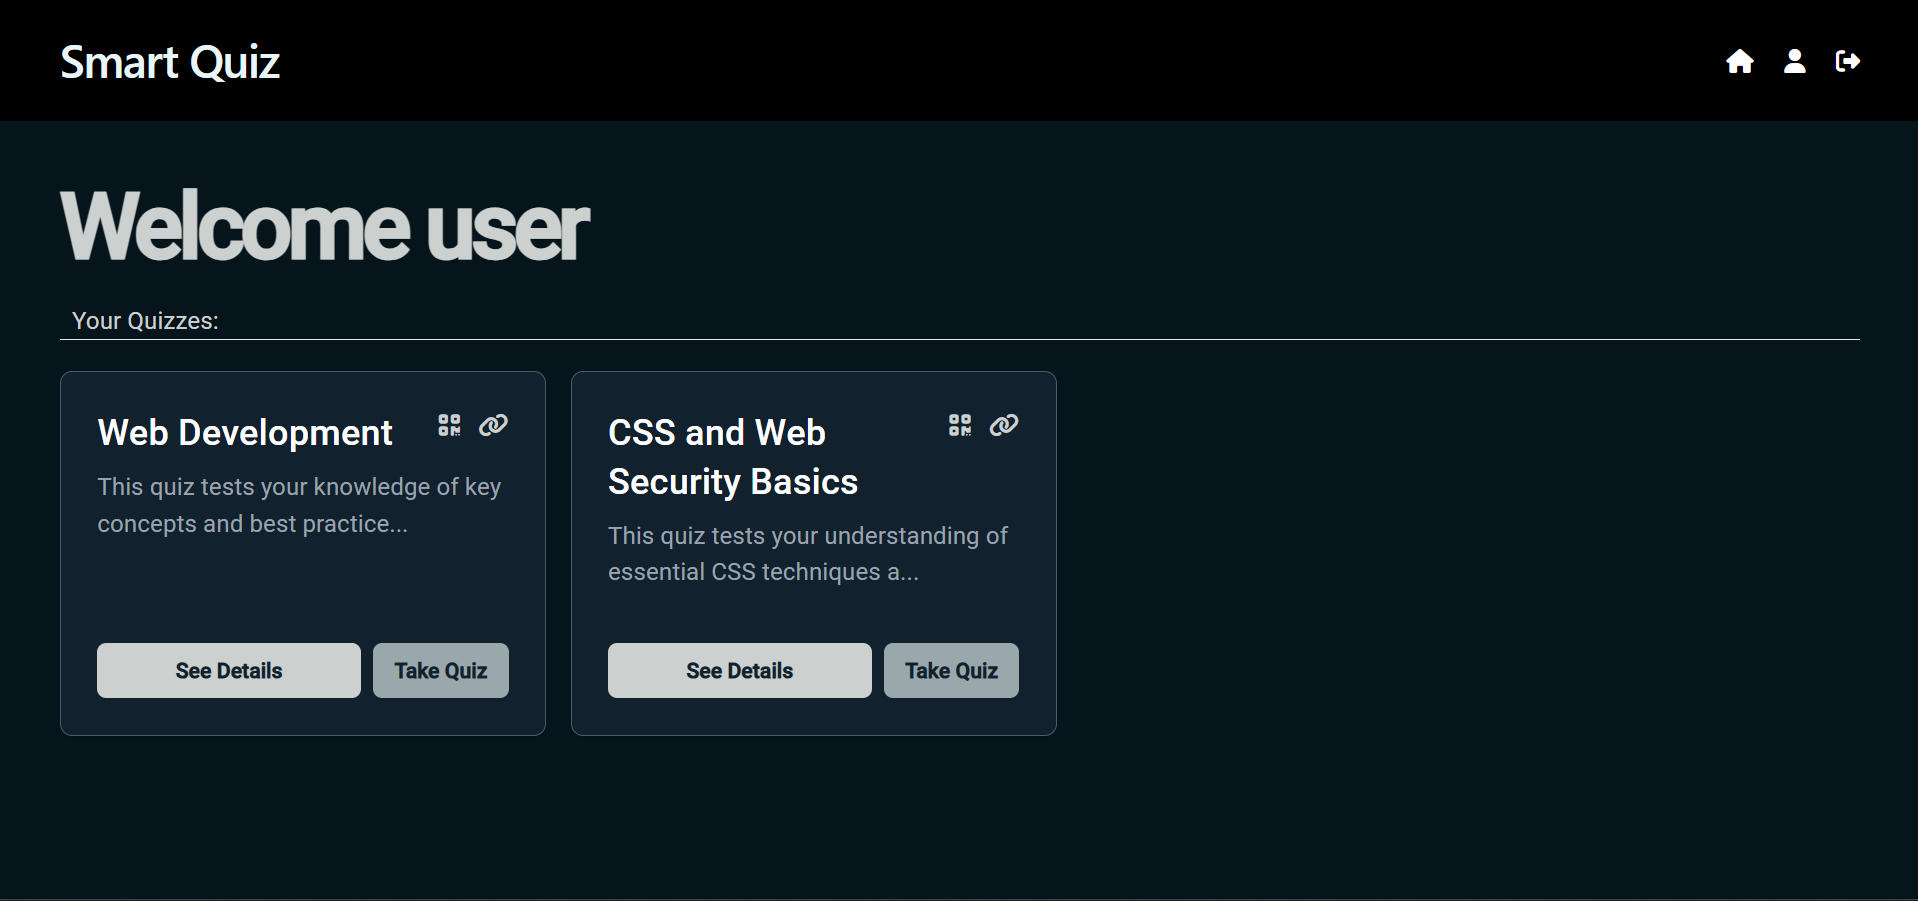 Smart Quiz
Welcome user
Your Quizzes:
Web Development
This quiz tests your knowledge of key
concepts and best practice...
See Details
Take Quiz
CSS and Web
Security Basics
This quiz tests your understanding of
essential CSS techniques a...
See Details
Take Quiz